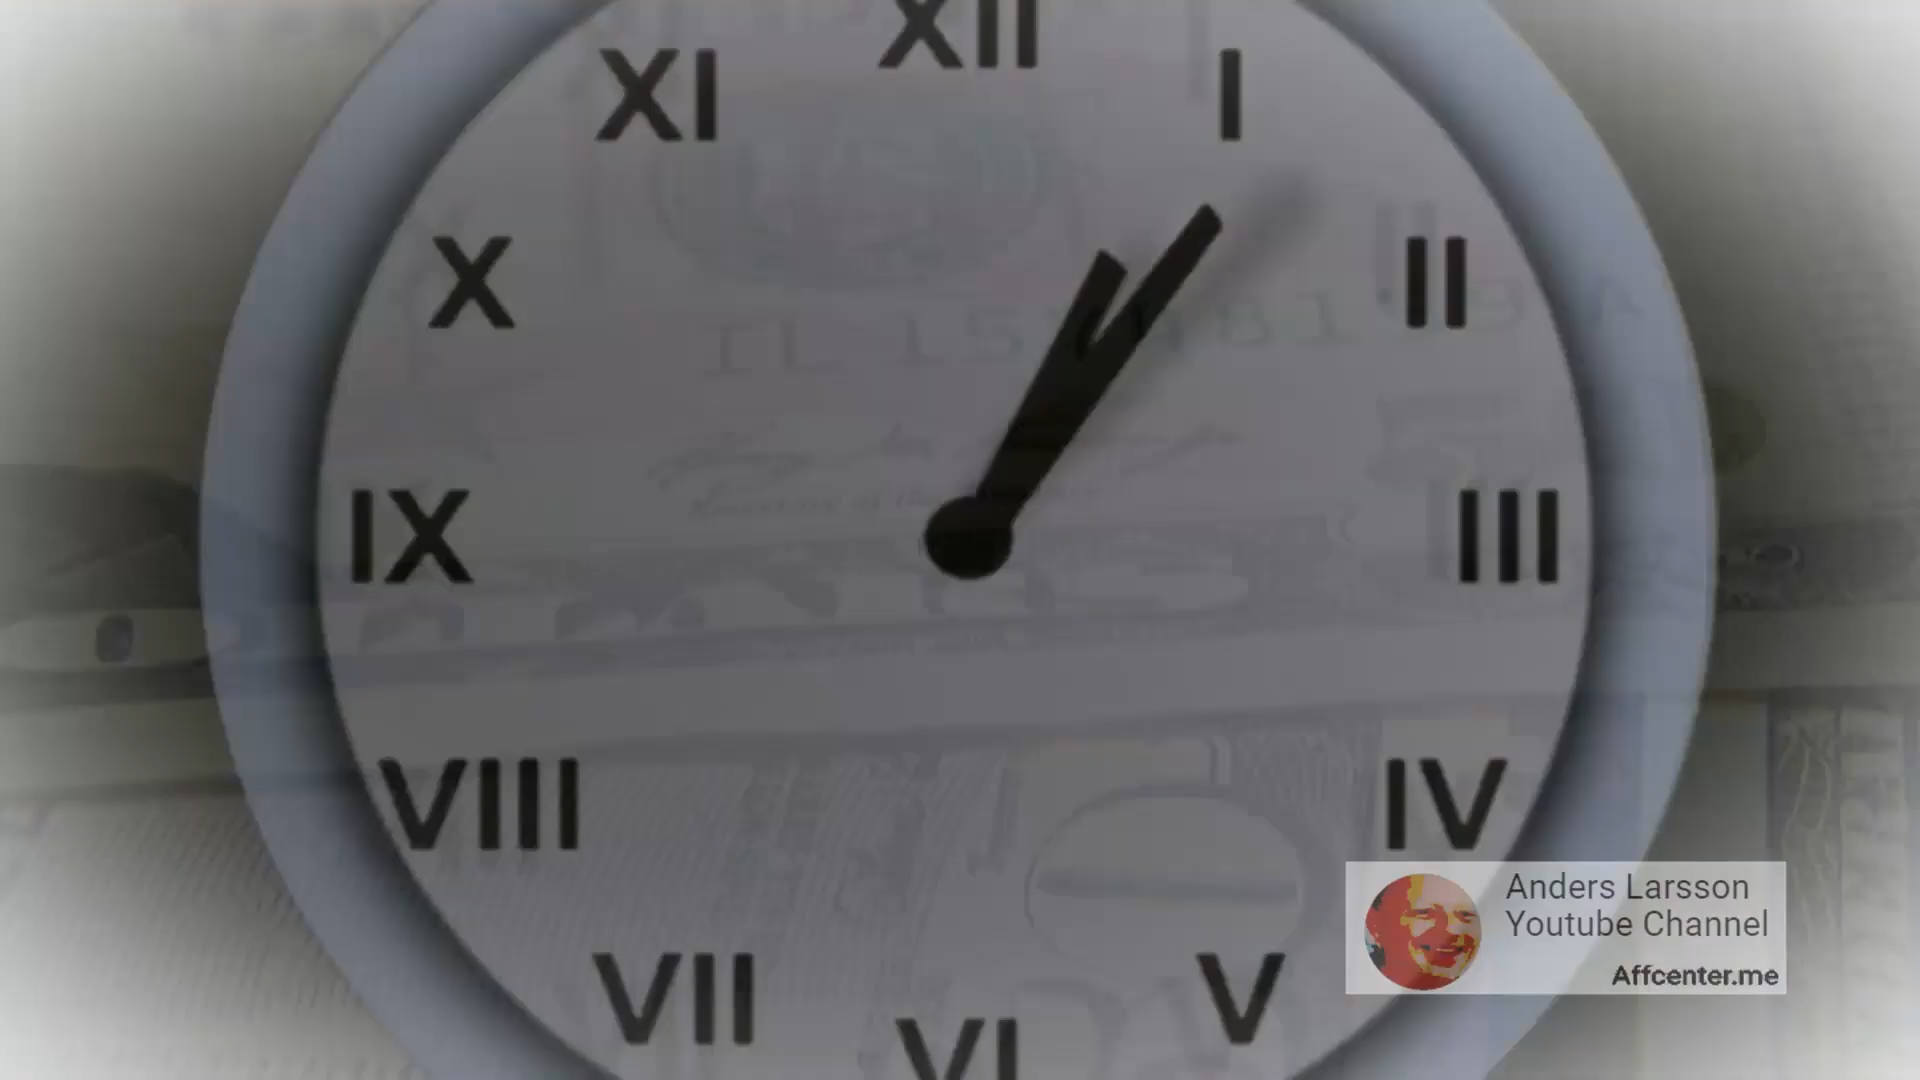 XII
XI
I
X
II
IX
III
VIII
IV
VII
V
VI
Anders Larsson
Youtube Channel
Affcenter.me